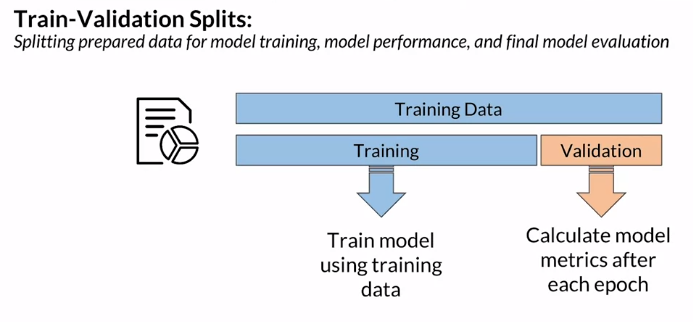 Train-Validation Splits:
Splitting prepared data for model training, model performance, and final model evaluation
Training Data
Training
Validation
Train model
using training
data
Calculate model
metrics after
each epoch